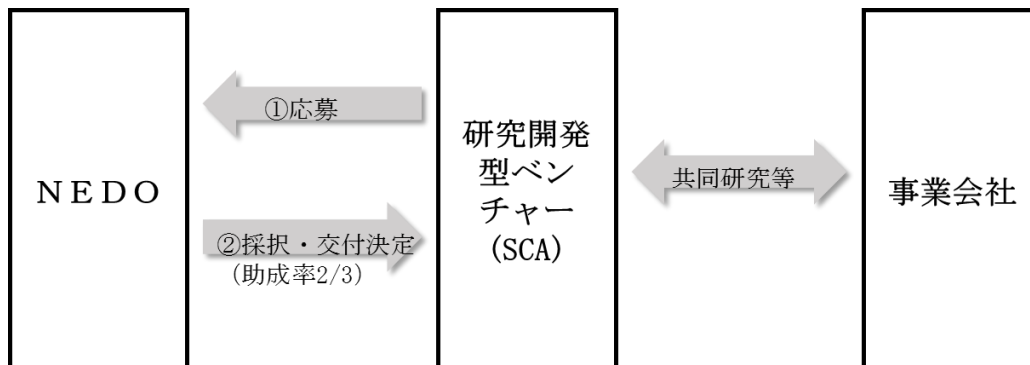 NEDO
①応募
②採択・交付決定
(助成率2/3)
研究開発
型ベン
チャー
(SCA)
共同研究等
事業会社